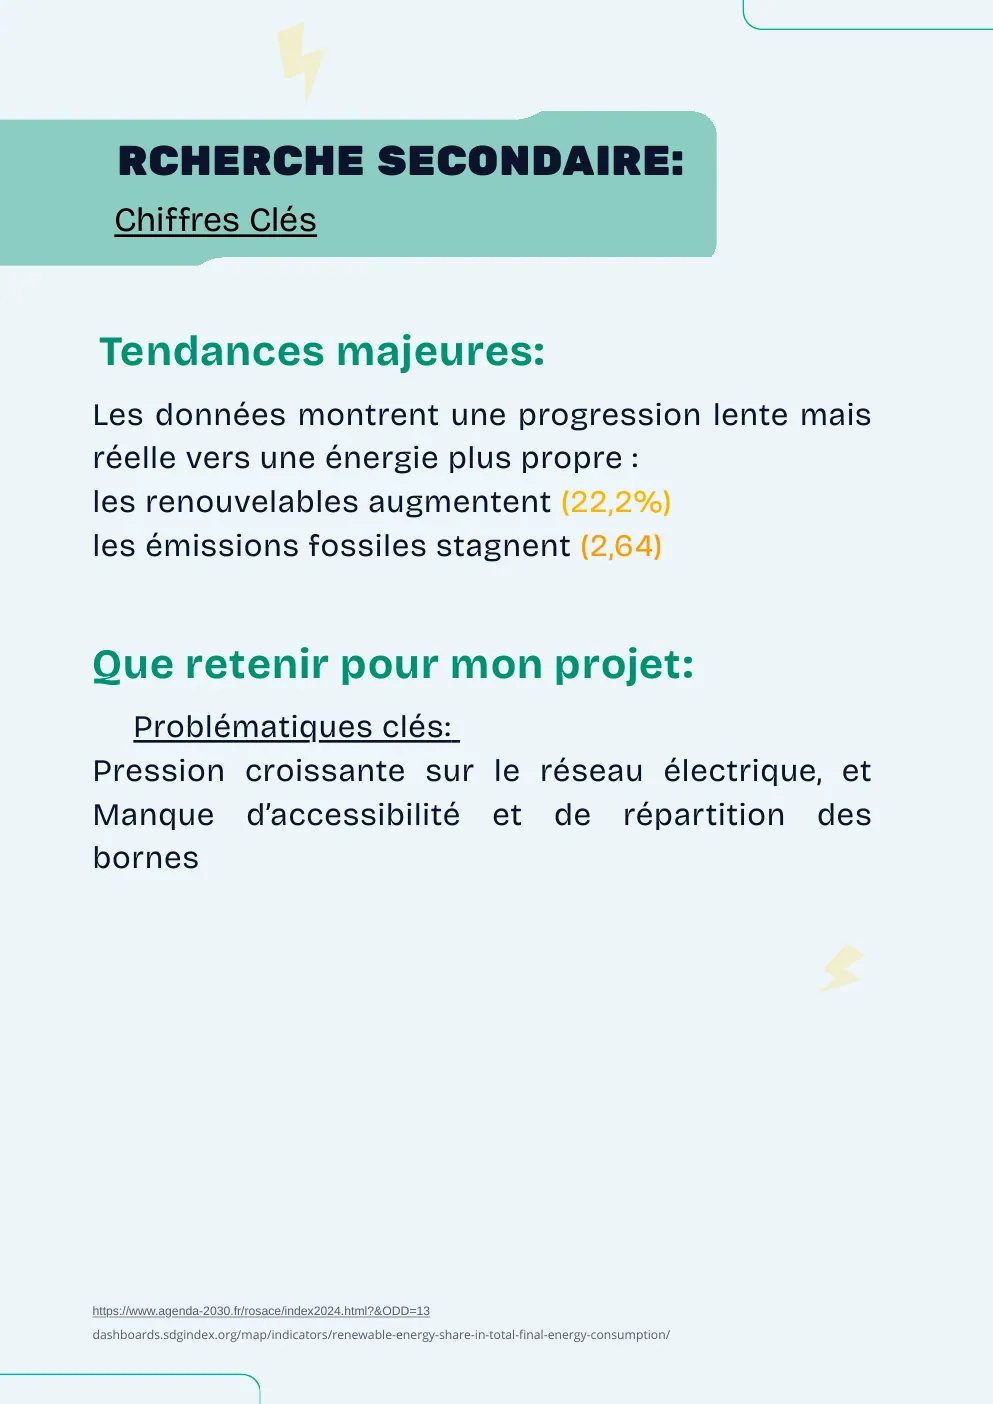 RCHERCHE SECONDAIRE:
Chiffres Clés
Tendances majeures:
Les données montrent une progression lente mais
réelle vers une énergie plus propre :
les renouvelables augmentent (22,2%)
les émissions fossiles stagnent (2,64)
Que retenir pour mon projet:
Problématiques clés:
Pression croissante sur le réseau électrique, et
Manque d’accessibilité et de répartition des
bornes
https://www.agenda-2030.fr/rosace/index2024.html?&ODD=13
dashboards.sdgindex.org/map/indicators/renewable-energy-share-in-total-final-energy-consumption/